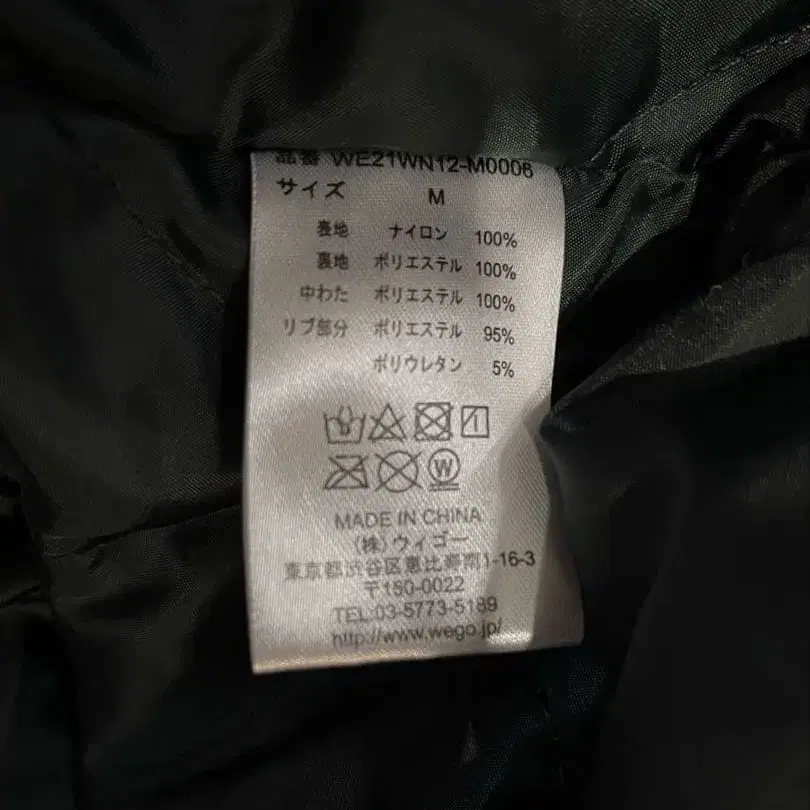 品番 WE21WN12-M0006
サイズ M
表地 ナイロン 100%
裏地 ポリエステル 100%
中わた ポリエステル 100%
リブ部分 ポリエステル 95%
ポリウレタン 5%
W
MADE IN CHINA
(株)ウィゴー
東京都渋谷区恵比寿南1-16-3
〒150-0022
TEL:03-5773-5189
http://www.wego.jp/